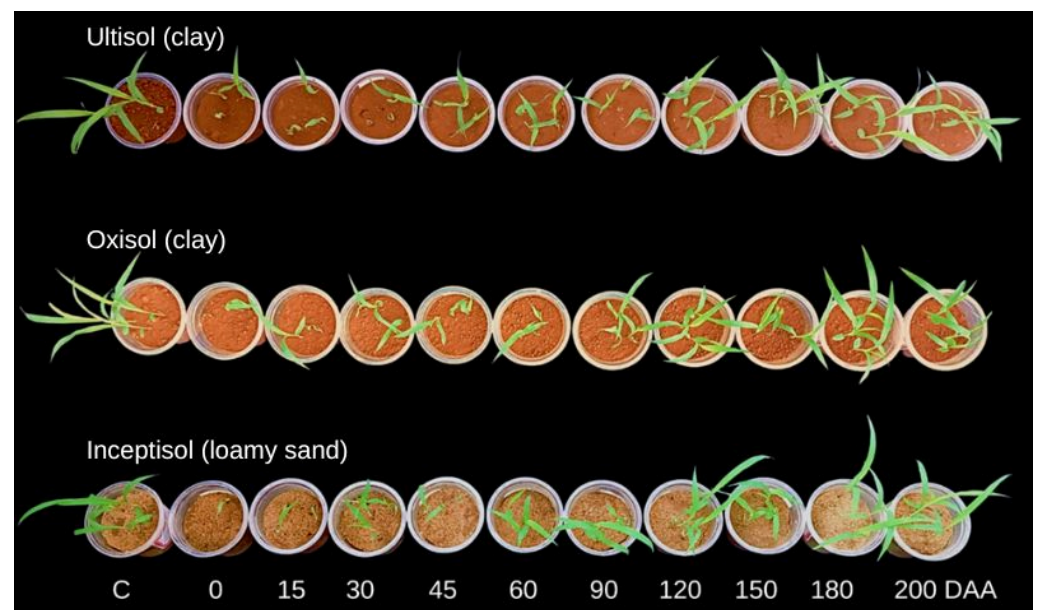 Ultisol (clay)
Oxisol (clay)
Inceptisol (loamy sand)
C 0 15 30 45 60 90 120 150 180 200 DAA